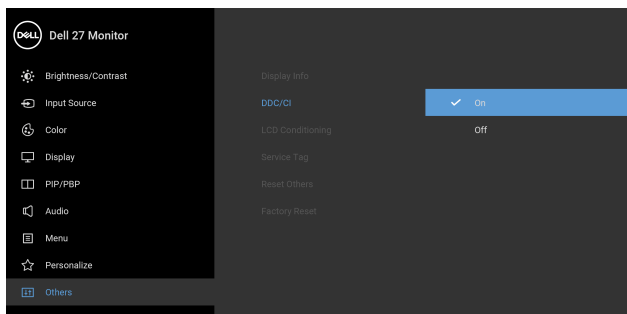 DELL
Dell 27 Monitor
Brightness/Contrast
Input Source
Color
Display
PIP/PBP
Audio
Menu
Personalize
Others
Display Info
DDC/CI
LCD Conditioning
Service Tag
Reset Others
Factory Reset
On
Off